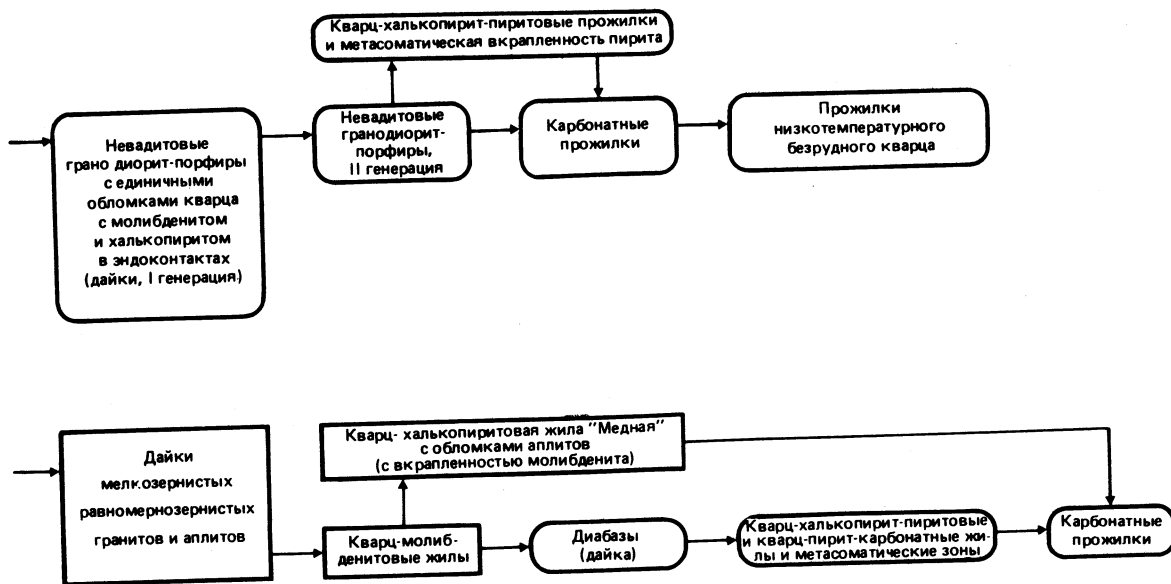 Кварц-халькопирит-пиритовые прожилки
и метасоматическая вкрапленность пирита
Невадитовые
грано диорит-порфиры
с единичными
обломками кварца
с молибденитом
и халькопиритом
в эндоконтактах
(дайки, I генерация)
Невадитовые
гранодиорит-
порфиры,
II генерация
Карбонатные
прожилки
Прожилки
низкотемпературного
безрудного кварца
Дайки
мелкозернистых
равномернозернистых
гранитов и аплитов
Кварц- халькопиритовая жила "Медная"
с обломками аплитов
(с вкрапленностью молибденита)
Кварц-молиб-
денитовые жилы
Диабазы
(дайка)
Кварц-халькопирит-пиритовые
и кварц-пирит-карбонатные жи-
лы и метасоматические зоны
Карбонатные
прожилки